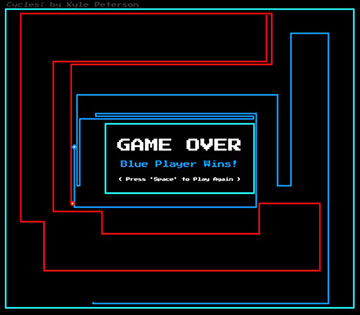 Cycles! by Kyle Peterson
GAME OVER
Blue Player Wins!
( Press 'Space' to Play Again )